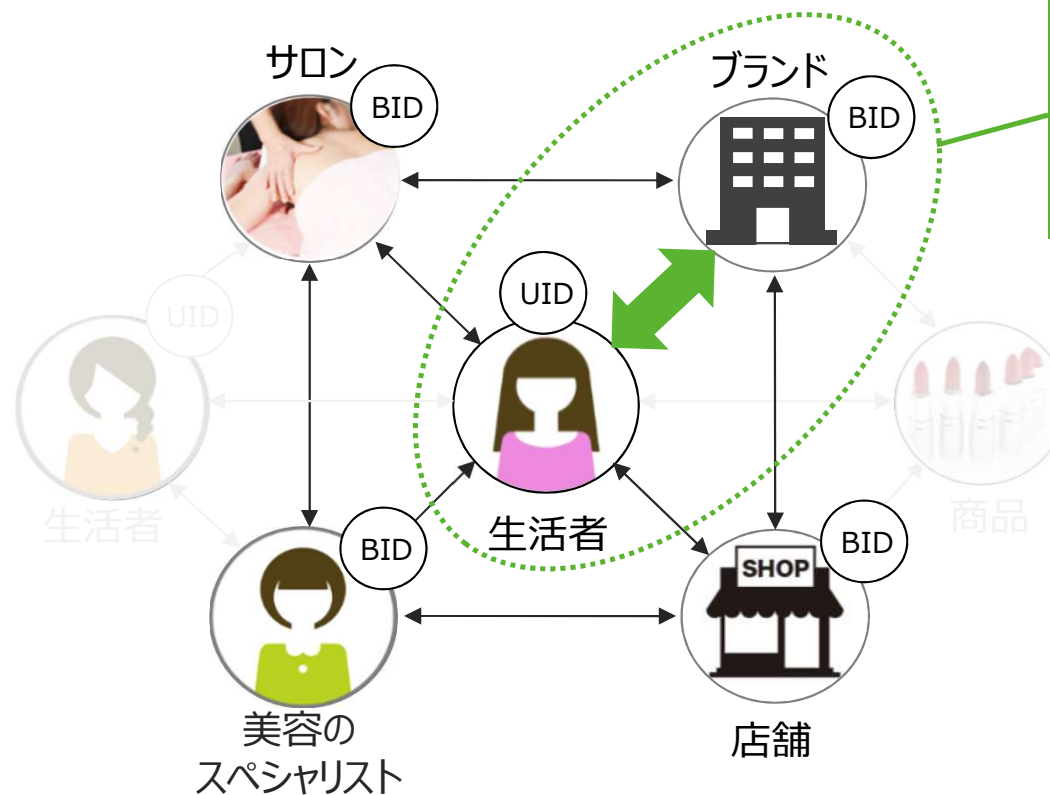 サロン
BID
ブランド
BID
UID
UID
生活者
生活者
商品
BID
BID
SHOP
美容の
スペシャリスト
店舗